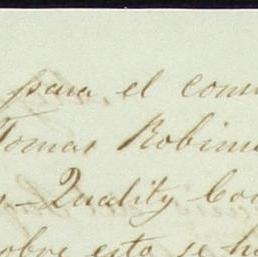 para el com
Tomas Robin
Quality Co
sobre esto se h